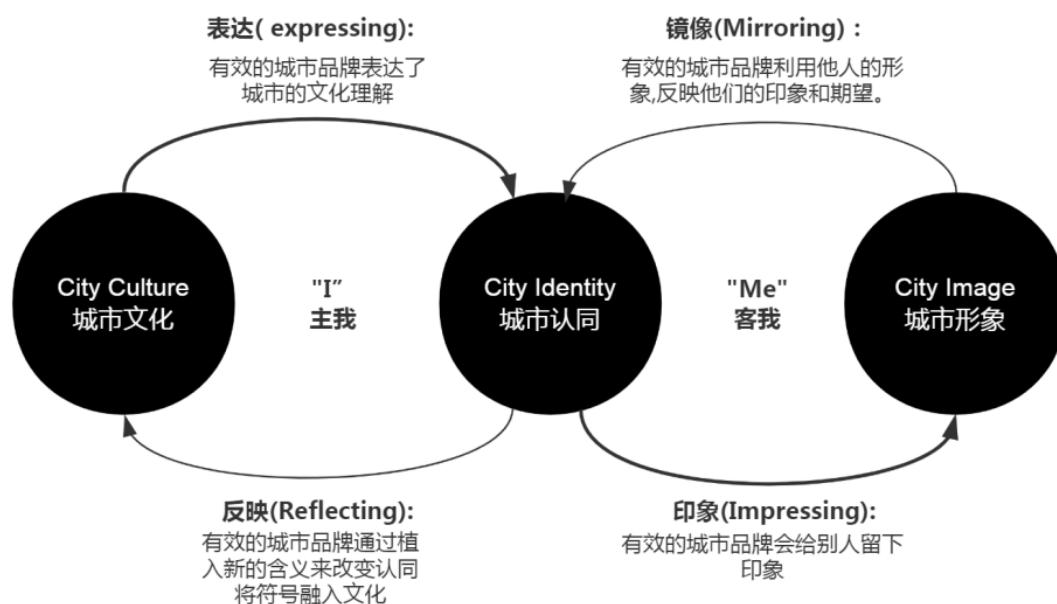 表达( expressing):
有效的城市品牌表达了
城市的文化理解
镜像(Mirroring) :
有效的城市品牌利用他人的形
象,反映他们的印象和期望。
City Culture
城市文化
"I”
主我
City Identity
城市认同
"Me"
客我
City Image
城市形象
反映(Reflecting):
有效的城市品牌通过植
入新的含义来改变认同
将符号融入文化
印象(Impressing):
有效的城市品牌会给别人留下
印象